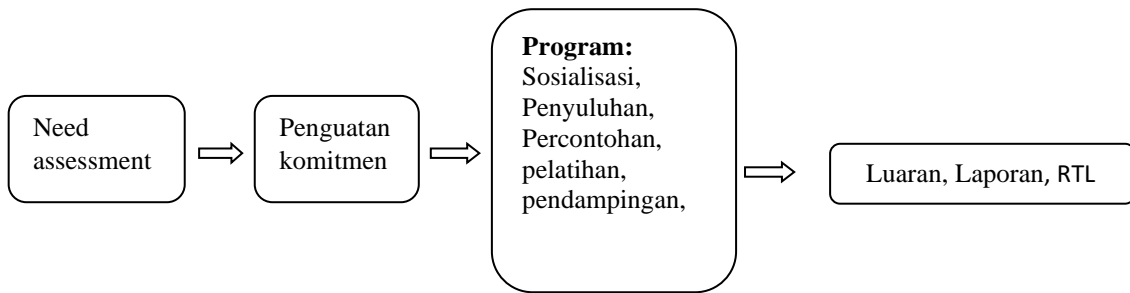 Need
assessment
Penguatan
komitmen
Program:
Sosialisasi,
Penyuluhan,
Percontohan,
pelatihan,
pendampingan,
Luaran, Laporan, RTL